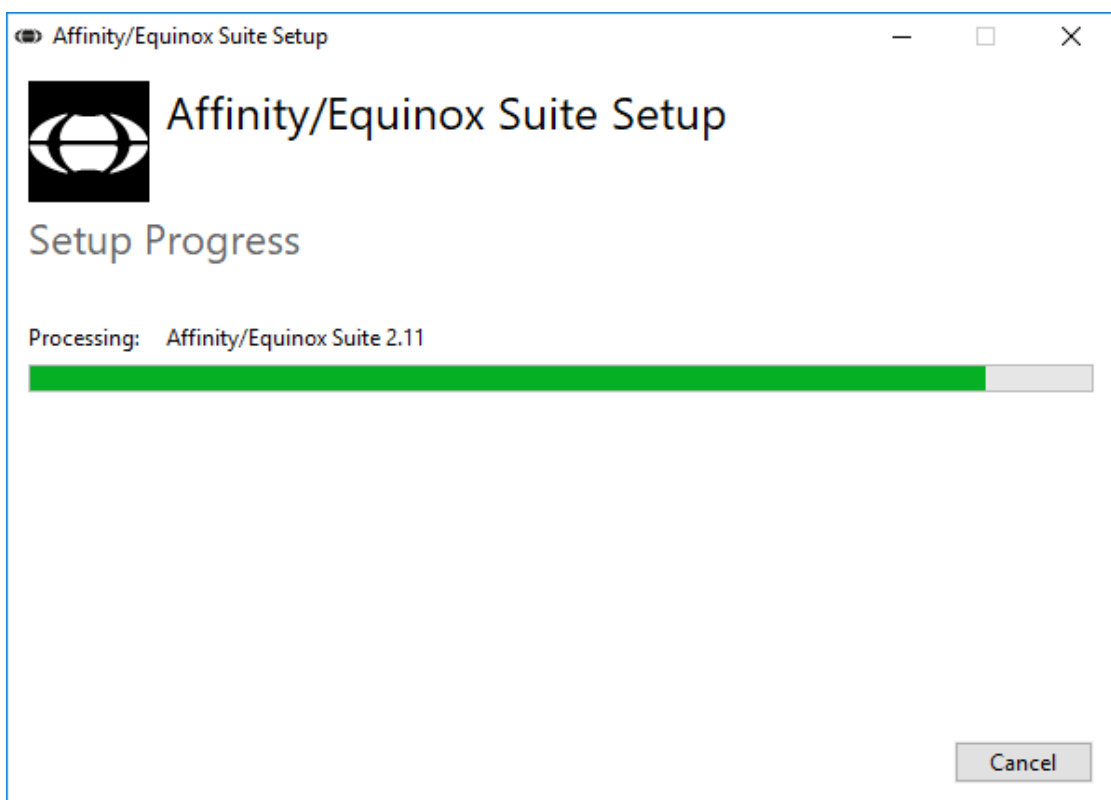 Affinity/Equinox Suite Setup
Affinity/Equinox Suite Setup
Setup Progress
Processing: Affinity/Equinox Suite 2.11
Cancel